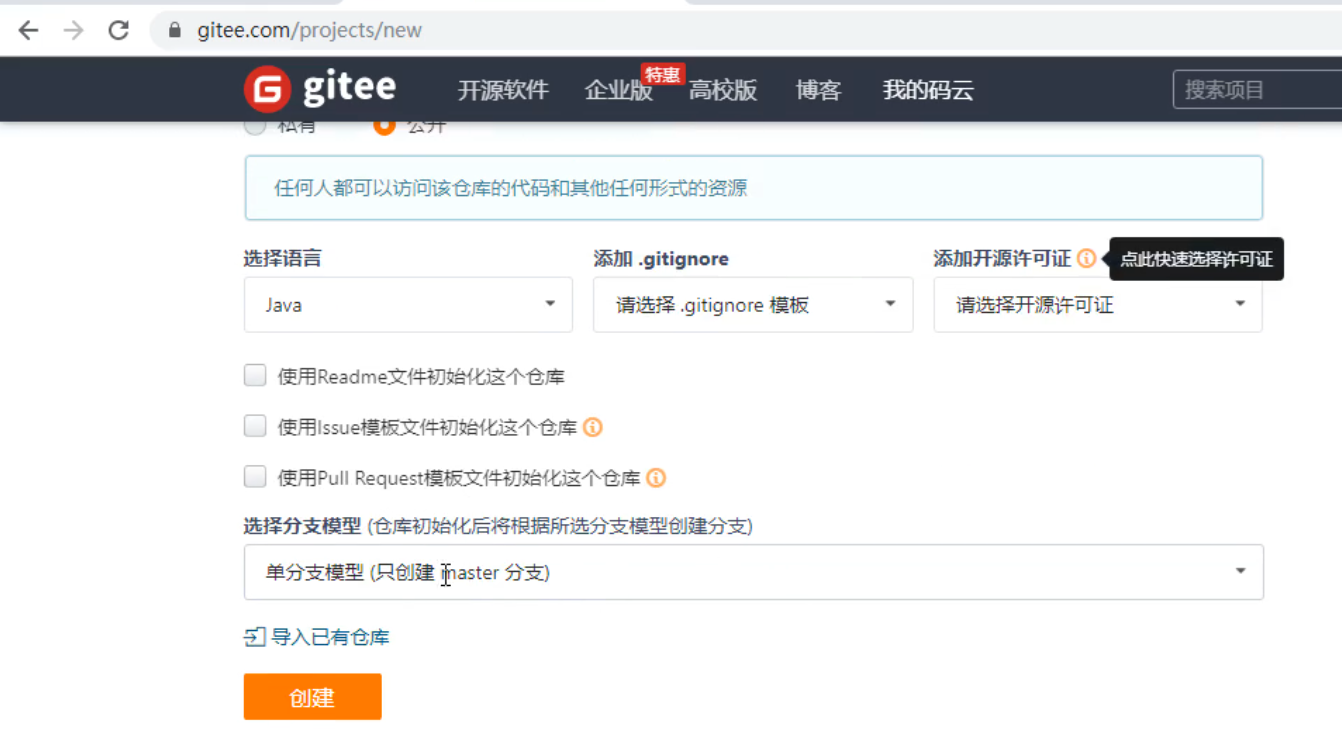 gitee.com/projects/new
gitee 开源软件 企业版 特惠 高校版 博客 我的码云 搜索项目
私有 公开
任何人都可以访问该仓库的代码和其他任何形式的资源
选择语言 添加 .gitignore 添加开源许可证 点此快速选择许可证
Java 请选择 .gitignore 模板 请选择开源许可证
使用Readme文件初始化这个仓库
使用Issue模板文件初始化这个仓库
使用Pull Request模板文件初始化这个仓库
选择分支模型 (仓库初始化后将根据所选分支模型创建分支)
单分支模型 (只创建 master 分支)
导入已有仓库
创建